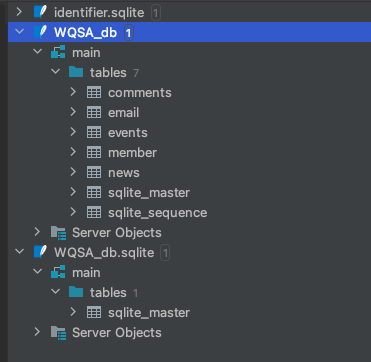 identifier.sqlite 1
WQSA_db 1
main
tables 7
comments
email
events
member
news
sqlite_master
sqlite_sequence
Server Objects
WQSA_db.sqlite 1
main
tables 1
sqlite_master
Server Objects